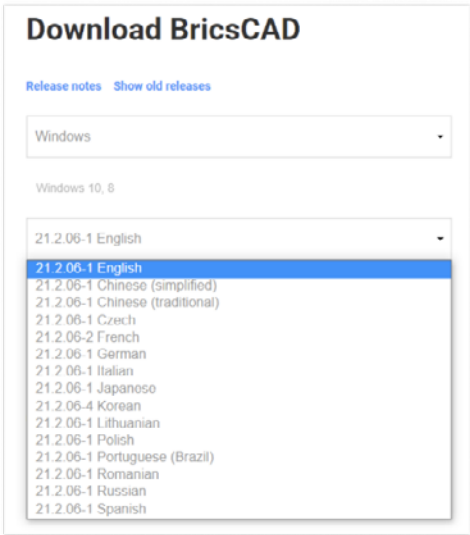 Download BricsCAD
Release notes Show old releases
Windows
Windows 10, 8
21.2.06-1 English
21.2.06-1 English
21.2.06-1 Chinese (simplified)
21.2.06-1 Chinese (traditional)
21.2.06-1 Czech
21.2.06-2 French
21.2.06-1 German
21.2.06-1 Italian
21.2.06-1 Japanese
21.2.06-4 Korean
21.2.06-1 Lithuanian
21.2.06-1 Polish
21.2.06-1 Portuguese (Brazil)
21.2.06-1 Romanian
21.2.06-1 Russian
21.2.06-1 Spanish